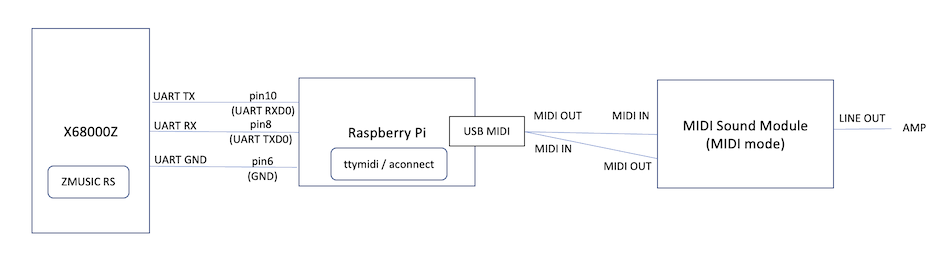 X68000Z
ZMUSIC RS
UART TX
pin10
(UART RXD0)
UART RX
pin8
(UART TXD0)
UART GND
pin6
(GND)
Raspberry Pi
ttymidi / aconnect
USB MIDI
MIDI OUT
MIDI IN
MIDI IN
MIDI OUT
MIDI Sound Module
(MIDI mode)
LINE OUT
AMP